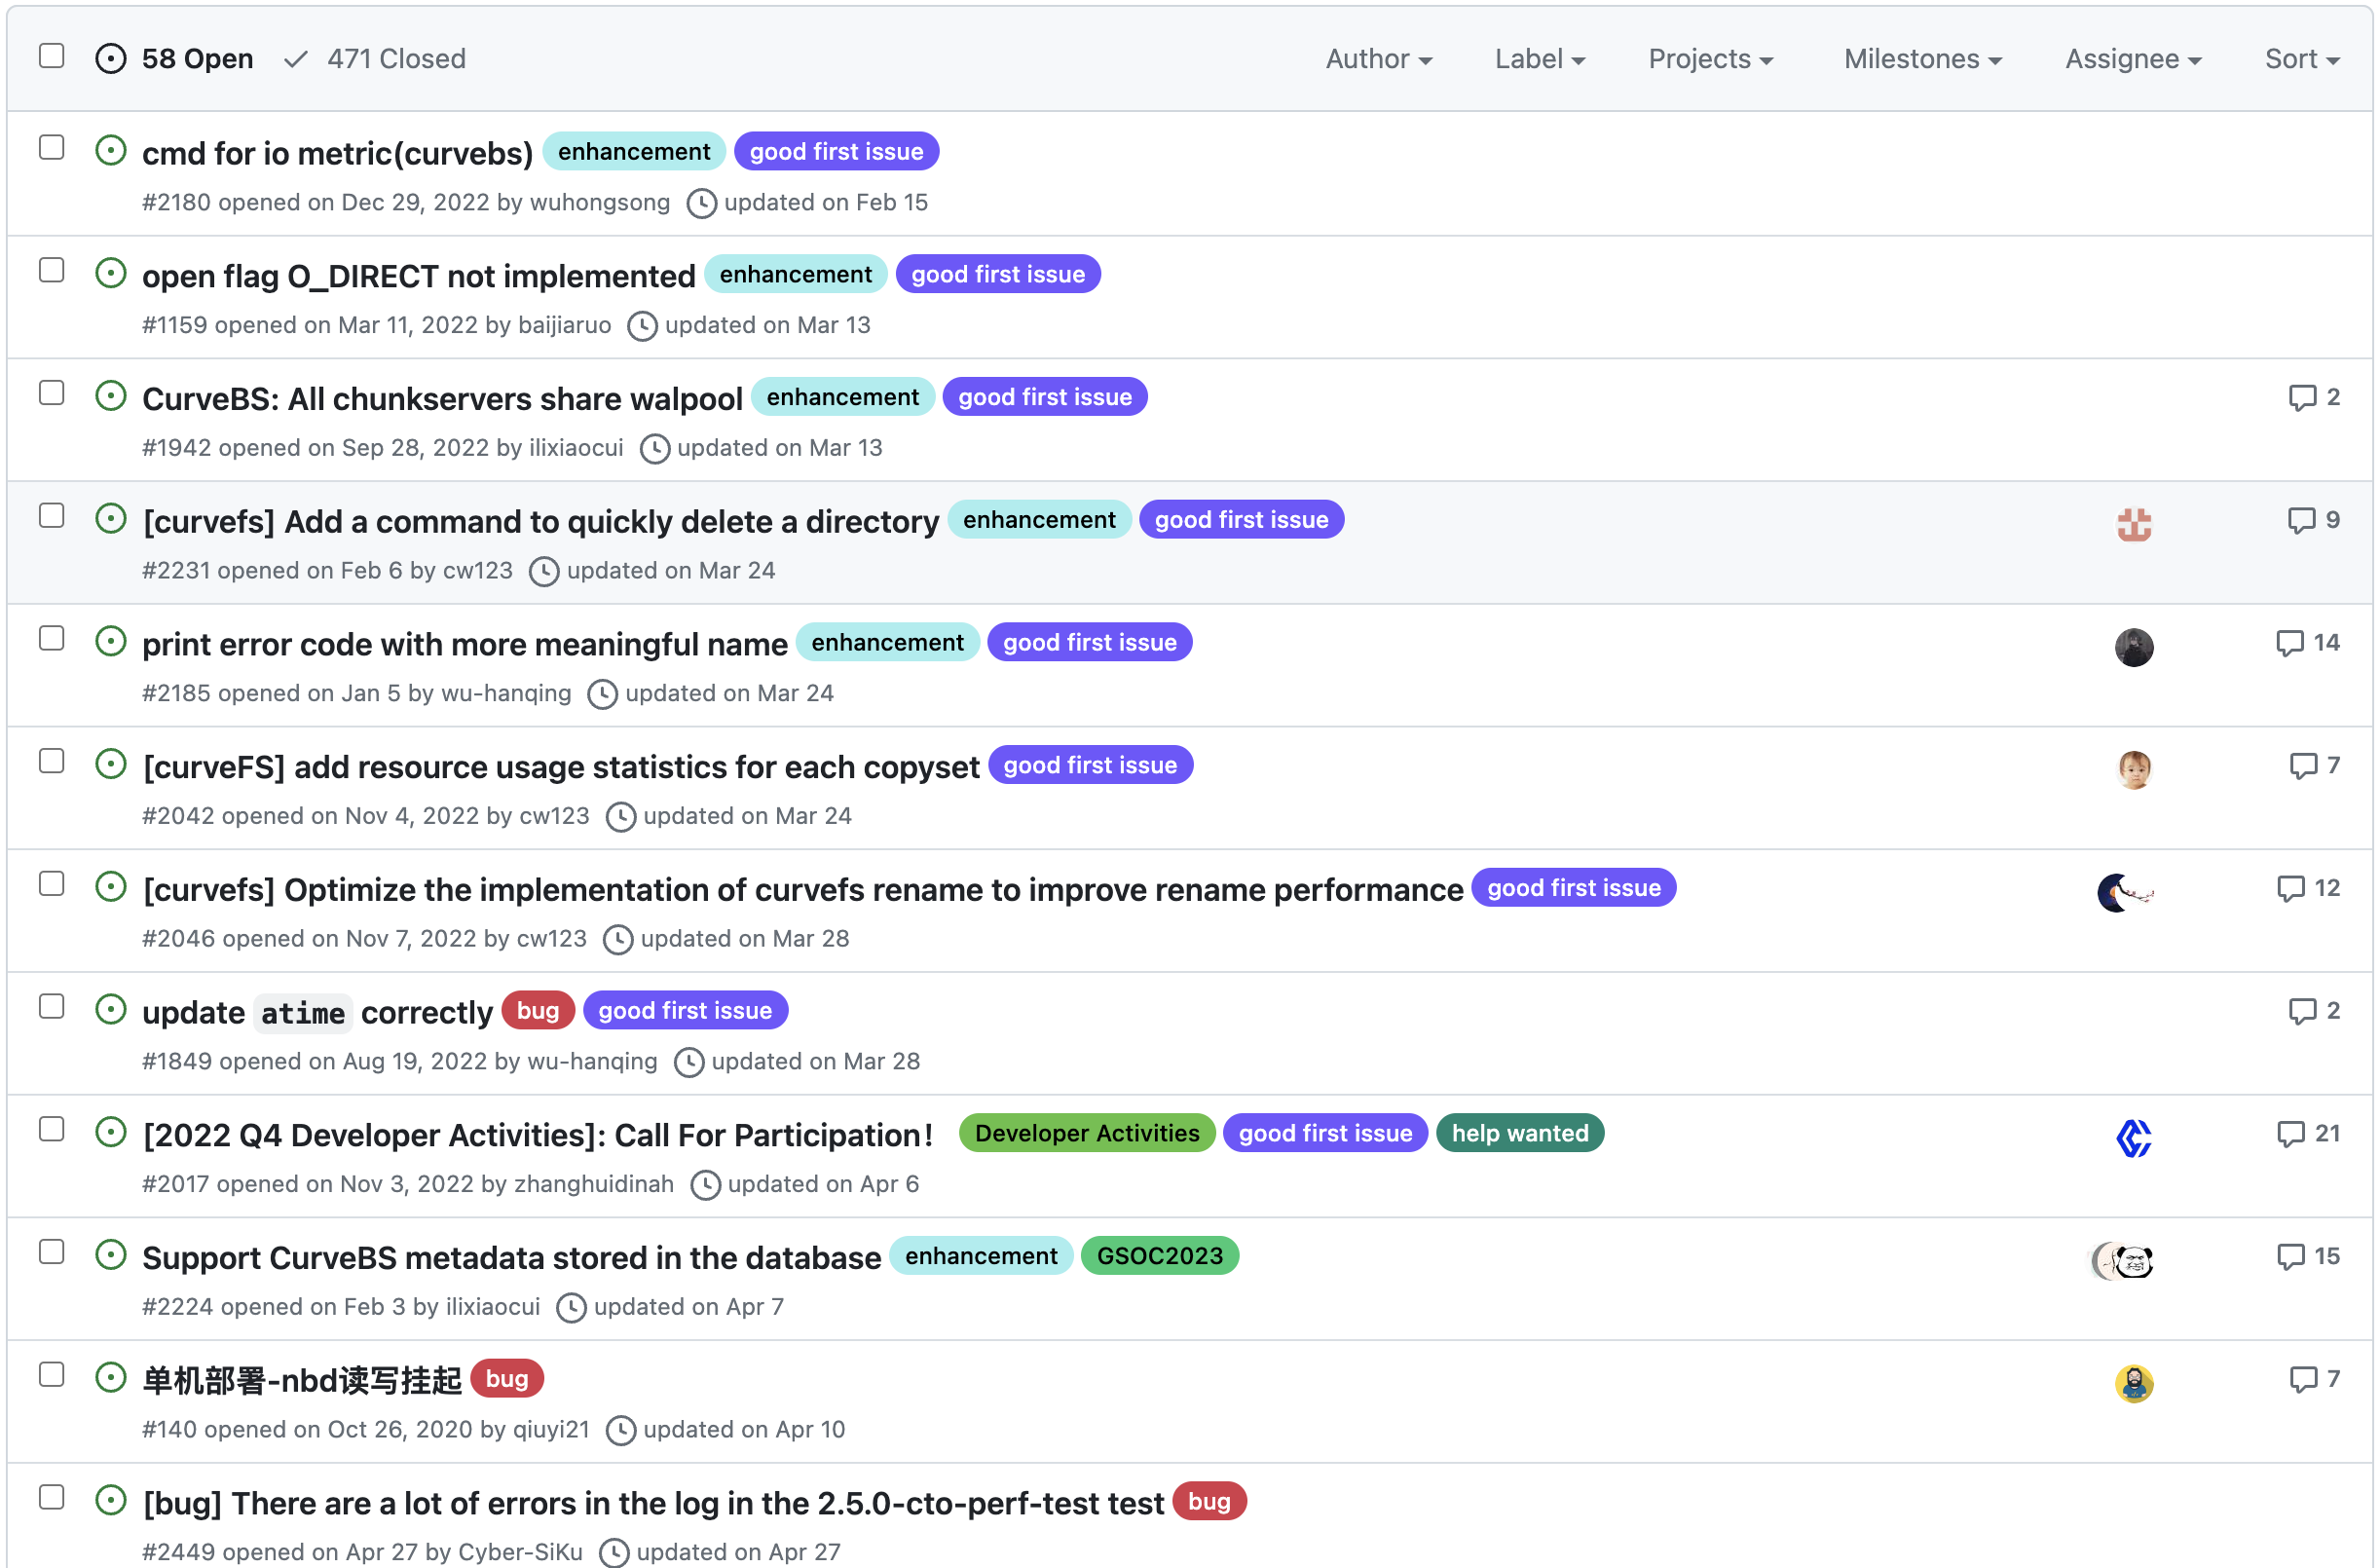 58 Open 471 Closed Author Label Projects Milestones Assignee Sort
cmd for io metric(curvebs) enhancement good first issue
#2180 opened on Dec 29, 2022 by wuhongsong updated on Feb 15
open flag O_DIRECT not implemented enhancement good first issue
#1159 opened on Mar 11, 2022 by baijiaruo updated on Mar 13
CurveBS: All chunkservers share walpool enhancement good first issue 2
#1942 opened on Sep 28, 2022 by ilixiaocui updated on Mar 13
[curvefs] Add a command to quickly delete a directory enhancement good first issue 9
#2231 opened on Feb 6 by cw123 updated on Mar 24
print error code with more meaningful name enhancement good first issue 14
#2185 opened on Jan 5 by wu-hanqing updated on Mar 24
[curveFS] add resource usage statistics for each copyset good first issue 7
#2042 opened on Nov 4, 2022 by cw123 updated on Mar 24
[curvefs] Optimize the implementation of curvefs rename to improve rename performance good first issue 12
#2046 opened on Nov 7, 2022 by cw123 updated on Mar 28
update atime correctly bug good first issue 2
#1849 opened on Aug 19, 2022 by wu-hanqing updated on Mar 28
[2022 Q4 Developer Activities]: Call For Participation！ Developer Activities good first issue help wanted 21
#2017 opened on Nov 3, 2022 by zhanghuidinah updated on Apr 6
Support CurveBS metadata stored in the database enhancement GSOC2023 15
#2224 opened on Feb 3 by ilixiaocui updated on Apr 7
单机部署-nbd读写挂起 bug 7
#140 opened on Oct 26, 2020 by qiuyi21 updated on Apr 10
[bug] There are a lot of errors in the log in the 2.5.0-cto-perf-test test bug
#2449 opened on Apr 27 by Cyber-SiKu updated on Apr 27